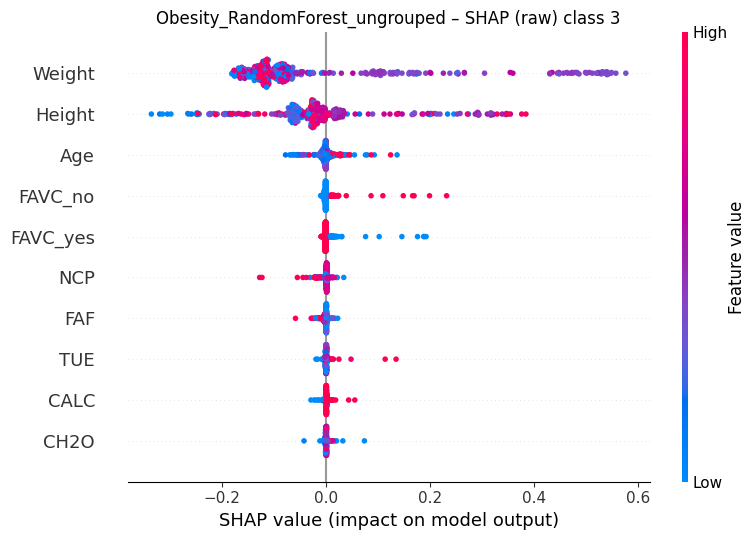 Obesity_RandomForest_ungrouped – SHAP (raw) class 3
High
Weight
Height
Age
FAVC_no
FAVC_yes
NCP
FAF
TUE
CALC
CH2O
Feature value
Low
−0.2 0.0 0.2 0.4 0.6
SHAP value (impact on model output)